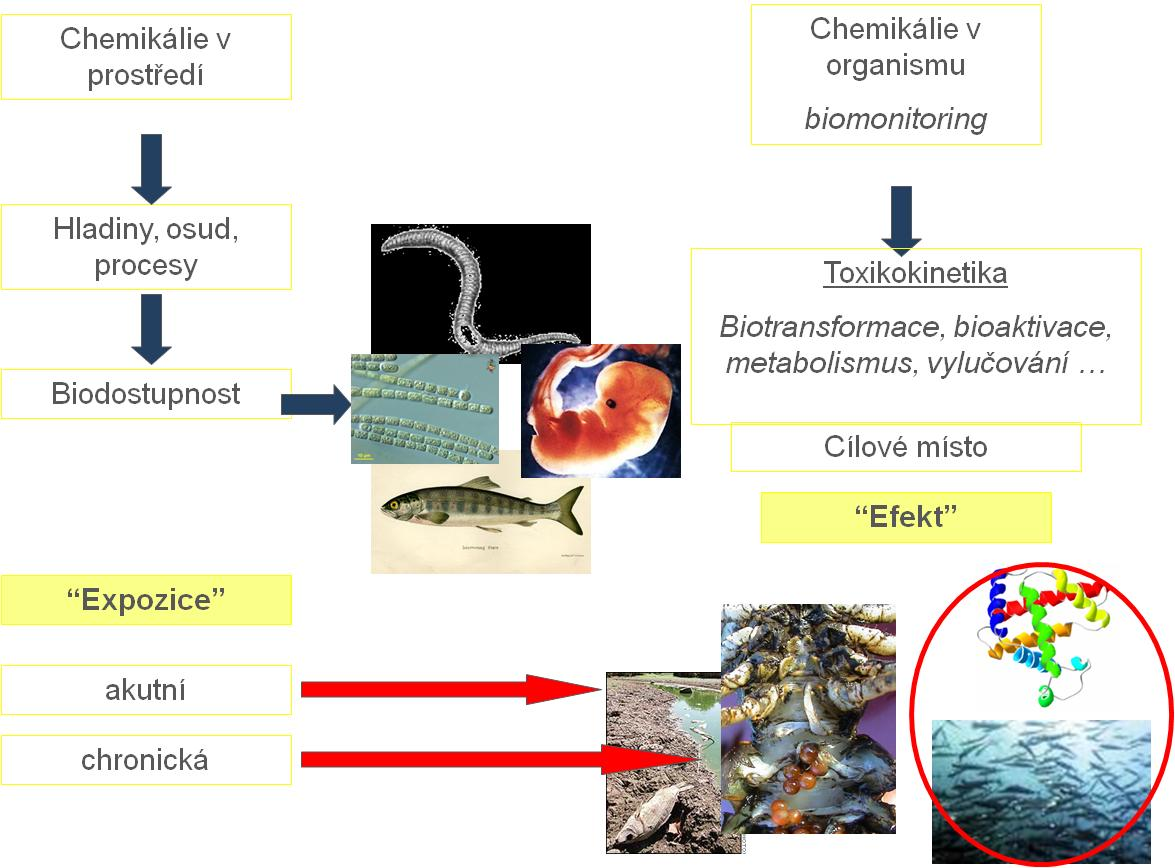 Chemikálie v
prostředí
Hladiny, osud,
procesy
Biodostupnost
“Expozice”
akutní
chronická
Chemikálie v
organismu
biomonitoring
Toxikokinetika
Biotransformace, bioaktivace,
metabolismus, vylučování …
Cílové místo
“Efekt”